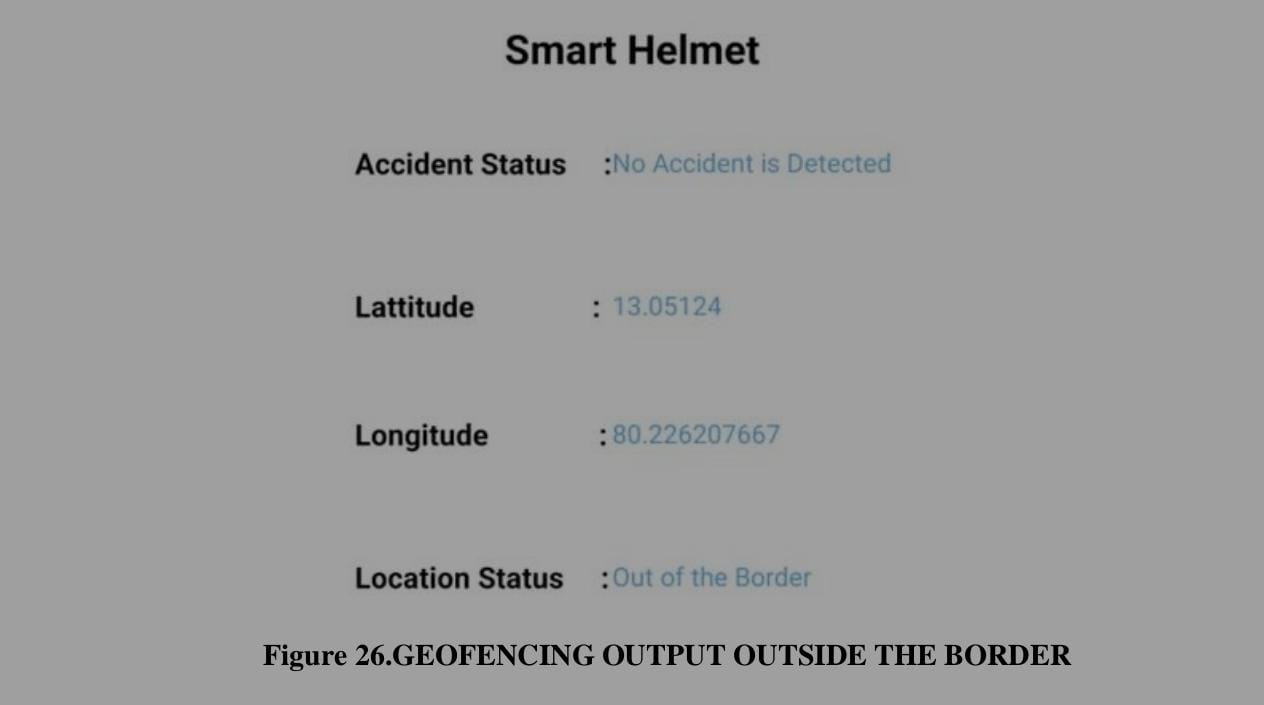 Smart Helmet
Accident Status :No Accident is Detected
Lattitude : 13.05124
Longitude :80.226207667
Location Status :Out of the Border
Figure 26.GEOFENCING OUTPUT OUTSIDE THE BORDER